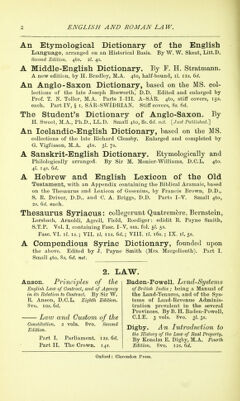 2 ENGLISH AND ROMAN LAW.
An Etymological Dictionary of the English
Language, arranged on an Historical Basis. By W. W. Skeat, Litt.D.
Second Edition. 4to. 2l. 4s.
A Middle-English Dictionary. By F. H. Stratmann.
A new edition, by H. Bradley, M.A. 4to, half-bound, 1l. 11s. 6d.
An Anglo-Saxon Dictionary, based on the MS. col-
lections of the late Joseph Bosworth, D.D. Edited and enlarged by
Prof. T. N. Toller, M.A. Parts I-III. A-SÁR. 4to, stiff covers, 15s.
each. Part IV, § 1, SÁR-SWÍÐRIAN. Stiff covers, 8s. 6d.
The Student's Dictionary of Anglo-Saxon. By
H. Sweet, M.A., Ph.D., LL.D. Small 4to, 8s. 6d. net. [Just Published.]
An Icelandic-English Dictionary, based on the MS.
collections of the late Richard Cleasby. Enlarged and completed by
G. Vigfússon, M.A. 4to. 3l. 7s.
A Sanskrit-English Dictionary. Etymologically and
Philologically arranged. By Sir M. Monier-Williams, D.C.L. 4to.
4l. 14s. 6d.
A Hebrew and English Lexicon of the Old
Testament, with an Appendix containing the Biblical Aramaic, based on
the Thesaurus and Lexicon of Gesenius, by Francis Brown, D.D.,
S. R. Driver, D.D., and C. A. Briggs, D.D. Parts I-V. Small 4to,
2s. 6d. each.
Thesaurus Syriacus: collegerunt Quatremère, Bernstein,
Lorsbach, Arnoldi, Agrell, Field, Roediger: edidit R. Payne Smith,
S.T.P. Vol. I, containing Fasc. I-V, sm. fol. 5l. 5s.
Fasc. VI. 1l. 1s.; VII. 1l. 11s. 6d.; VIII. 1l. 16s.; IX. 1l. 5s.
A Compendious Syriac Dictionary, founded upon
the above. Edited by J. Payne Smith (Mrs. Margoliouth). Part I.
Small 4to, 8s. 6d. net.
2. LAW.
Anson. Principles of the
English Law of Contract, and of Agency
in its Relation to Contract. By Sir W.
R. Anson, D.C.L. Eighth Edition.
8vo. 10s. 6d.
— Law and Custom of the
Constitution. 2 vols. 8vo. Second
Edition.
Part I. Parliament. 12s. 6d.
Part II. The Crown. 14s.
Baden-Powell. Land-Systems
of British India; being a Manual of
the Land-Tenures, and of the Sys-
tems of Land-Revenue Adminis-
tration prevalent in the several
Provinces. By B. H. Baden-Powell,
C.I.E. 3 vols. 8vo. 3l. 3s.
Digby. An Introduction to
the History of the Law of Real Property.
By Kenelm E. Digby, M.A. Fourth
Edition. 8vo. 12s. 6d.
Oxford: Clarendon Press.